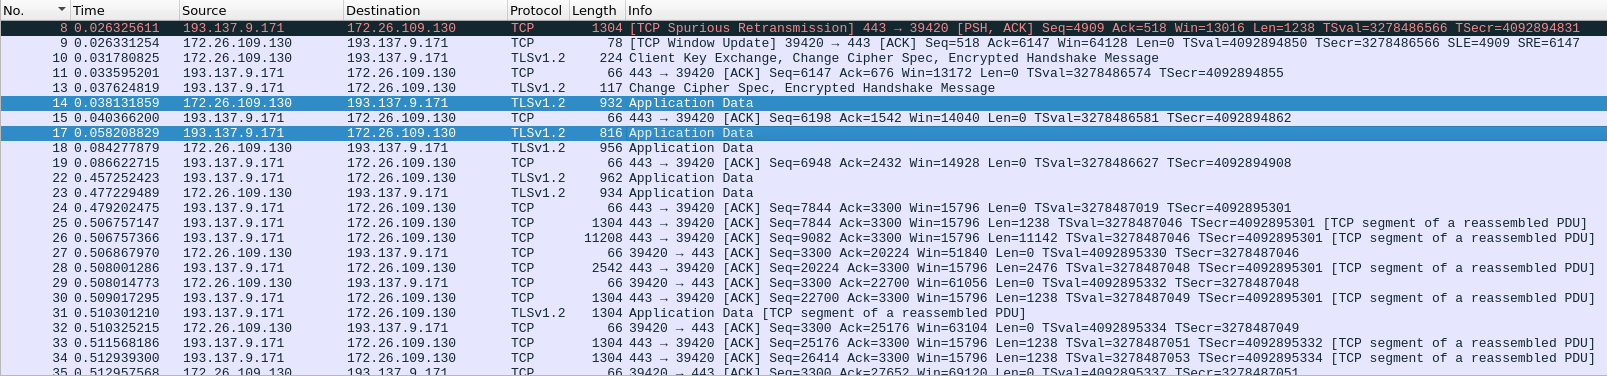 No. Time Source Destination Protocol Length Info
8 0.026325611 193.137.9.171 172.26.109.130 TCP 1304 [TCP Spurious Retransmission] 443 → 39420 [PSH, ACK] Seq=4909 Ack=518 Win=13016 Len=1238 TSval=3278486566 TSecr=4092894831
9 0.026331254 172.26.109.130 193.137.9.171 TCP 78 [TCP Window Update] 39420 → 443 [ACK] Seq=518 Ack=6147 Win=64128 Len=0 TSval=4092894850 TSecr=3278486566 SLE=4909 SRE=6147
10 0.031780825 172.26.109.130 193.137.9.171 TLSv1.2 224 Client Key Exchange, Change Cipher Spec, Encrypted Handshake Message
11 0.033595201 193.137.9.171 172.26.109.130 TCP 66 443 → 39420 [ACK] Seq=6147 Ack=676 Win=13172 Len=0 TSval=3278486574 TSecr=4092894855
13 0.037624819 193.137.9.171 172.26.109.130 TLSv1.2 117 Change Cipher Spec, Encrypted Handshake Message
14 0.038131859 172.26.109.130 193.137.9.171 TLSv1.2 932 Application Data
15 0.040366200 193.137.9.171 172.26.109.130 TCP 66 443 → 39420 [ACK] Seq=6198 Ack=1542 Win=14040 Len=0 TSval=3278486581 TSecr=4092894862
17 0.058208829 193.137.9.171 172.26.109.130 TLSv1.2 816 Application Data
18 0.084277879 172.26.109.130 193.137.9.171 TLSv1.2 956 Application Data
19 0.086622715 193.137.9.171 172.26.109.130 TCP 66 443 → 39420 [ACK] Seq=6948 Ack=2432 Win=14928 Len=0 TSval=3278486627 TSecr=4092894908
22 0.457252423 193.137.9.171 172.26.109.130 TLSv1.2 962 Application Data
23 0.477229489 172.26.109.130 193.137.9.171 TLSv1.2 934 Application Data
24 0.479202475 193.137.9.171 172.26.109.130 TCP 66 443 → 39420 [ACK] Seq=7844 Ack=3300 Win=15796 Len=0 TSval=3278487019 TSecr=4092895301
25 0.506757147 193.137.9.171 172.26.109.130 TCP 1304 443 → 39420 [ACK] Seq=7844 Ack=3300 Win=15796 Len=1238 TSval=3278487046 TSecr=4092895301 [TCP segment of a reassembled PDU]
26 0.506757366 193.137.9.171 172.26.109.130 TCP 11208 443 → 39420 [ACK] Seq=9082 Ack=3300 Win=15796 Len=11142 TSval=3278487046 TSecr=4092895301 [TCP segment of a reassembled PDU]
27 0.506867970 172.26.109.130 193.137.9.171 TCP 66 39420 → 443 [ACK] Seq=3300 Ack=20224 Win=51840 Len=0 TSval=4092895330 TSecr=3278487046
28 0.508001286 193.137.9.171 172.26.109.130 TCP 2542 443 → 39420 [ACK] Seq=20224 Ack=3300 Win=15796 Len=2476 TSval=3278487048 TSecr=4092895301 [TCP segment of a reassembled PDU]
29 0.508014773 172.26.109.130 193.137.9.171 TCP 66 39420 → 443 [ACK] Seq=3300 Ack=22700 Win=61056 Len=0 TSval=4092895332 TSecr=3278487048
30 0.509017295 193.137.9.171 172.26.109.130 TCP 1304 443 → 39420 [ACK] Seq=22700 Ack=3300 Win=15796 Len=1238 TSval=3278487049 TSecr=4092895301 [TCP segment of a reassembled PDU]
31 0.510301210 193.137.9.171 172.26.109.130 TLSv1.2 1304 Application Data [TCP segment of a reassembled PDU]
32 0.510325215 172.26.109.130 193.137.9.171 TCP 66 39420 → 443 [ACK] Seq=3300 Ack=25176 Win=63104 Len=0 TSval=4092895334 TSecr=3278487049
33 0.511568186 193.137.9.171 172.26.109.130 TCP 1304 443 → 39420 [ACK] Seq=25176 Ack=3300 Win=15796 Len=1238 TSval=3278487051 TSecr=4092895332 [TCP segment of a reassembled PDU]
34 0.512939300 193.137.9.171 172.26.109.130 TCP 1304 443 → 39420 [ACK] Seq=26414 Ack=3300 Win=15796 Len=1238 TSval=3278487053 TSecr=4092895334 [TCP segment of a reassembled PDU]
35 0.512957568 172.26.109.130 193.137.9.171 TCP 66 39420 → 443 [ACK] Seq=3300 Ack=27652 Win=69120 Len=0 TSval=4092895337 TSecr=3278487051